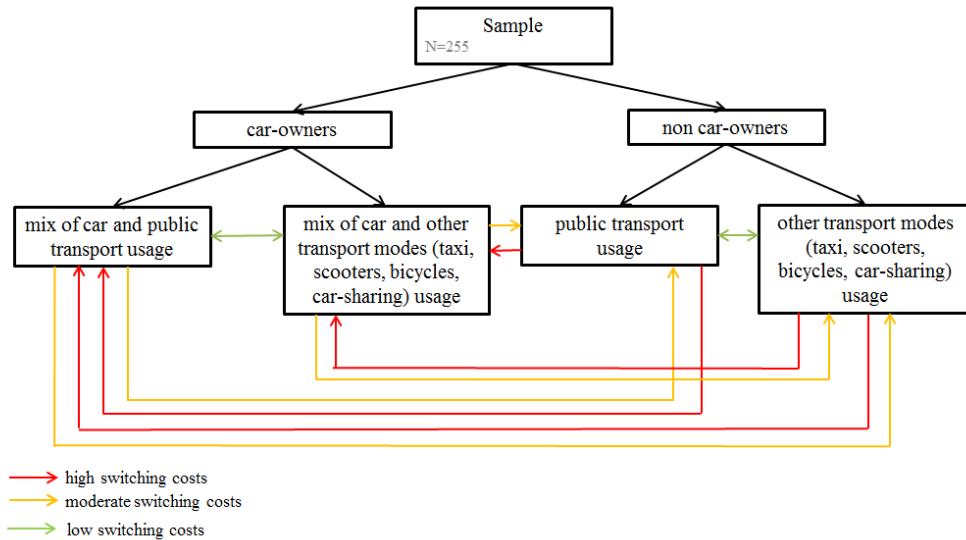 Sample
N=255
car-owners
non car-owners
mix of car and public
transport usage
mix of car and other
transport modes (taxi,
scooters, bicycles,
car-sharing) usage
public transport
usage
other transport modes
(taxi, scooters,
bicycles, car-sharing)
usage
high switching costs
moderate switching costs
low switching costs